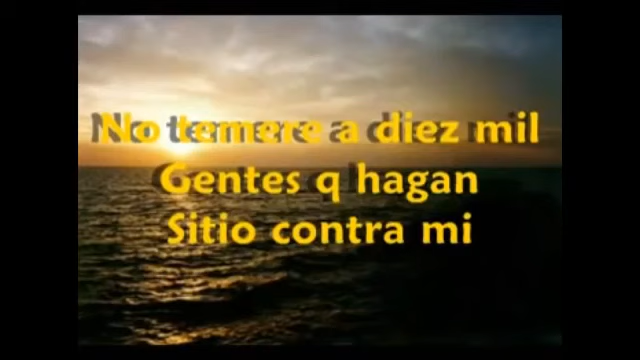 No temere a diez mil
Gentes q hagan
Sitio contra mi